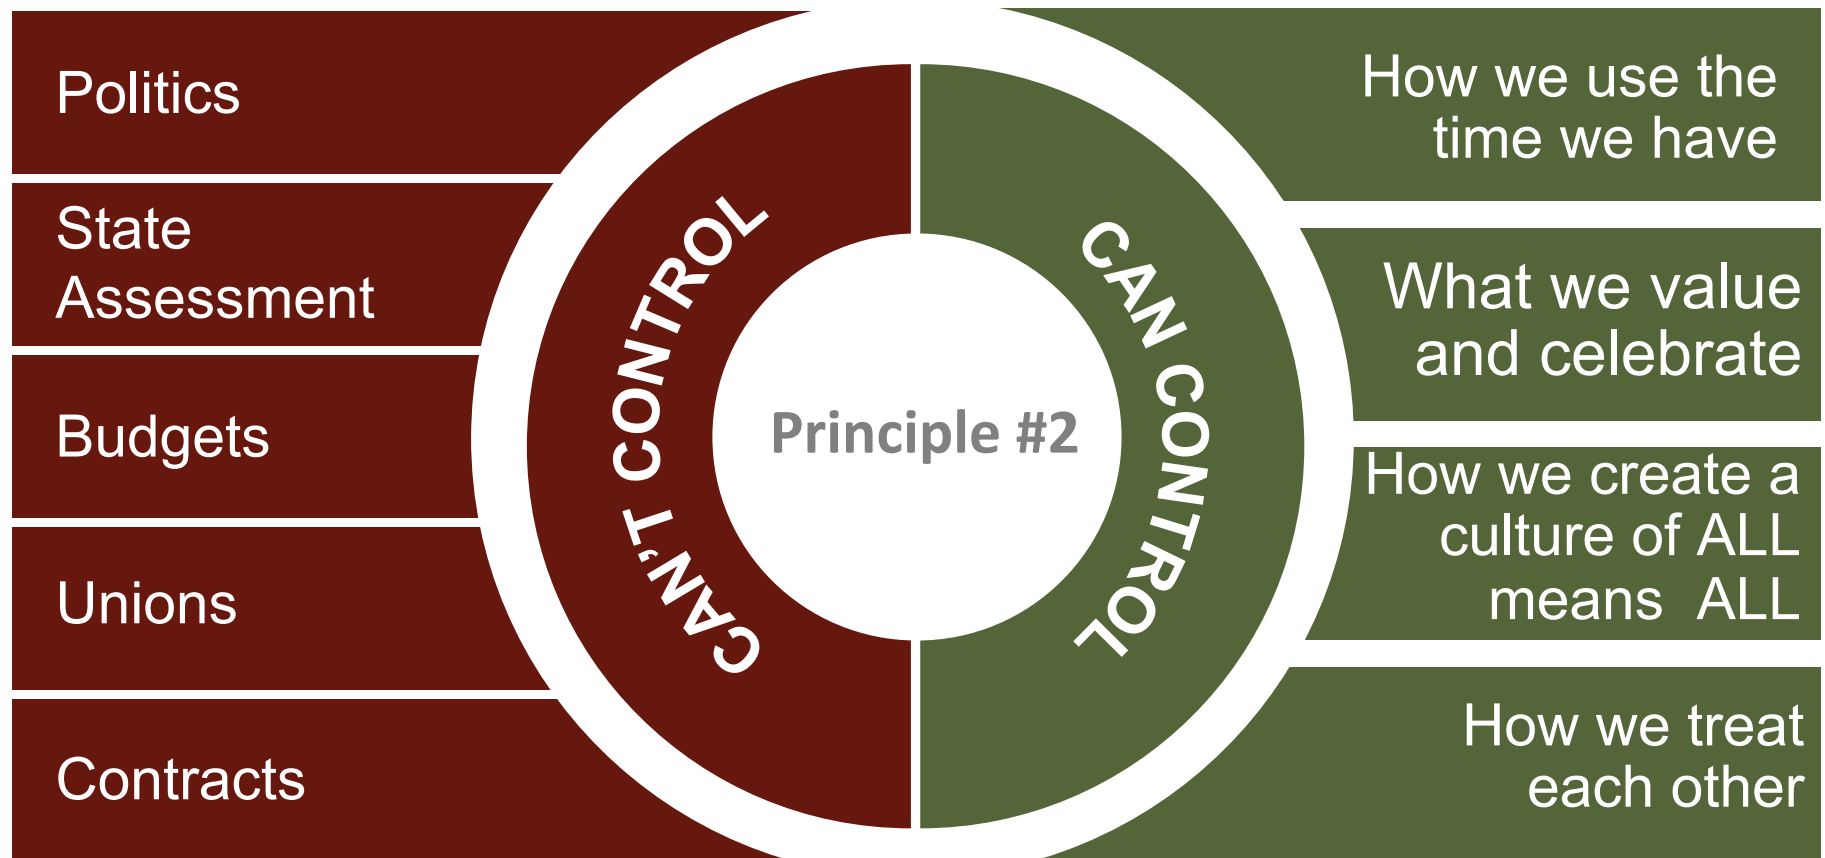 Politics
State
Assessment
Budgets
Unions
Contracts
CAN'T CONTROL
Principle #2
CAN CONTROL
How we use the
time we have
What we value
and celebrate
How we create a
culture of ALL
means  ALL
How we treat
each other